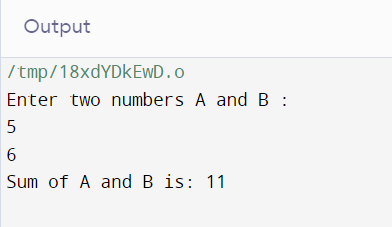 Output
/tmp/18xdYDkEwD.o
Enter two numbers A and B :
5
6
Sum of A and B is: 11